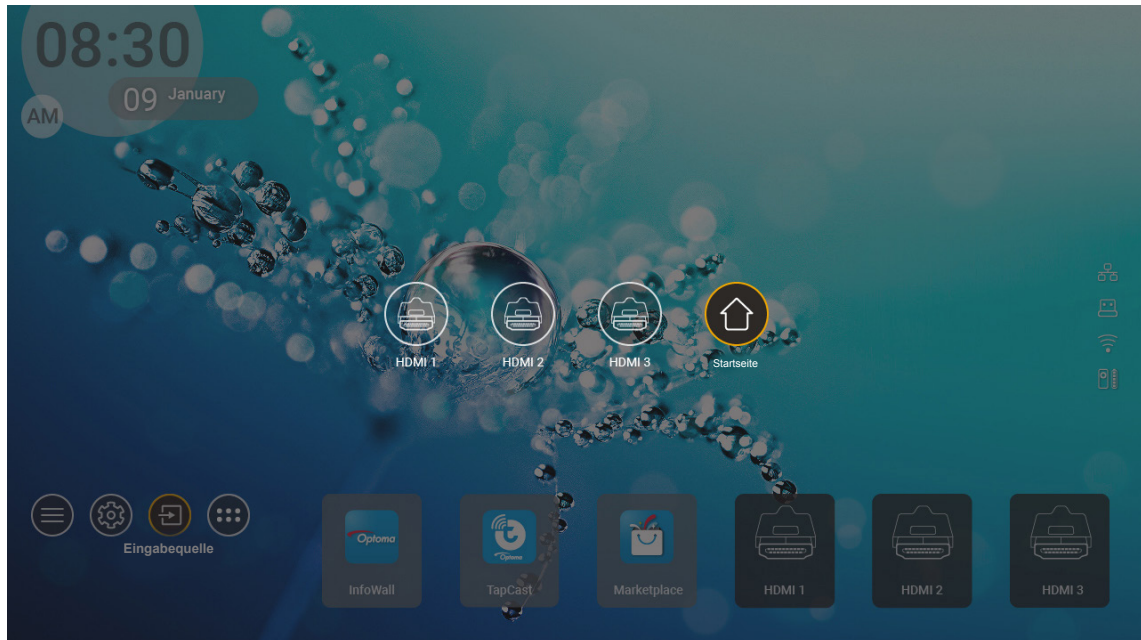 08:30
09 January
AM
HDMI 1
HDMI 2
HDMI 3
Startseite
Eingabequelle
Optoma
Optoma
InfoWall
TapCast
Marketplace
HDMI 1
HDMI 2
HDMI 3